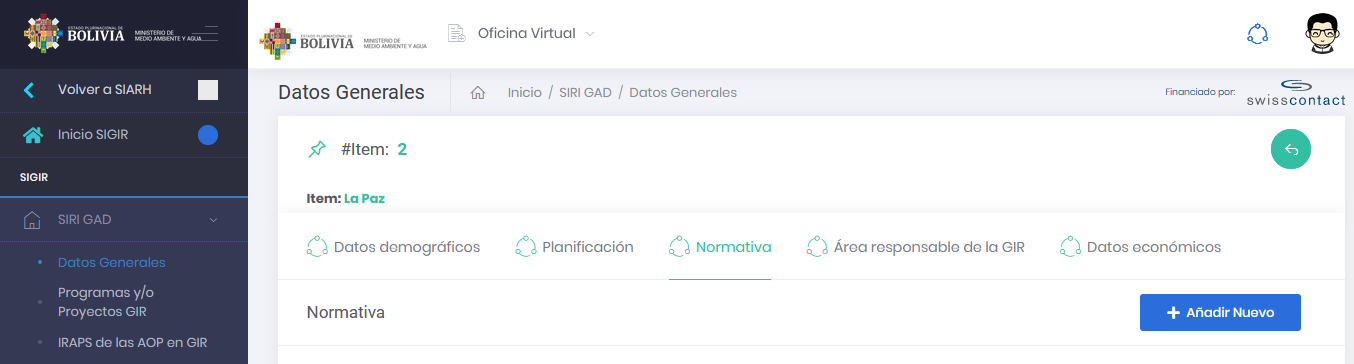 ESTADO PLURINACIONAL DE
BOLIVIA
MINISTERIO DE
MEDIO AMBIENTE Y AGUA
Volver a SIARH
Inicio SIGIR
SIGIR
SIRI GAD
Datos Generales
Programas y/o
Proyectos GIR
IRAPS de las AOP en GIR
ESTADO PLURINACIONAL DE
BOLIVIA
MINISTERIO DE
MEDIO AMBIENTE Y AGUA
Oficina Virtual
Datos Generales
Inicio / SIRI GAD / Datos Generales
Financiado por:
swisscontact
#Item: 2
Item: La Paz
Datos demográficos
Planificación
Normativa
Área responsable de la GIR
Datos económicos
Normativa
Añadir Nuevo